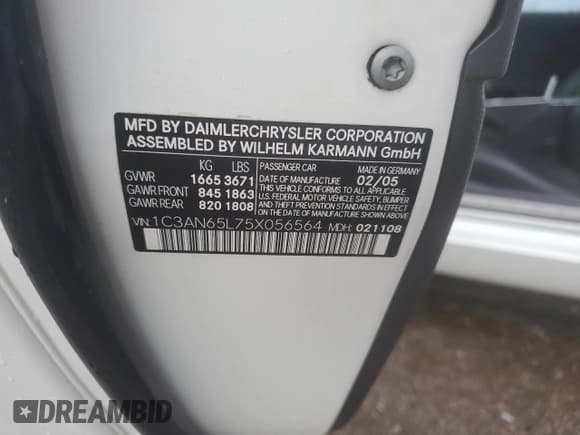 MFD BY DAIMLERCHRYSLER CORPORATION
ASSEMBLED BY WILHELM KARMANN GmbH
KG LBS PASSENGER CAR MADE IN GERMANY
GVWR 1665 3671 02/05
GAWR FRONT 845 1863
GAWR REAR 820 1808
THIS VEHICLE CONFORMS TO ALL APPLICABLE
U.S. FEDERAL MOTOR VEHICLE SAFETY, BUMPER
AND THEFT PREVENTION STANDARDS IN EFFECT
ON THE DATE OF MANUFACTURE SHOWN ABOVE
VIN: 1C3AN65L75X056564 MDH: 021108
DREAMBID